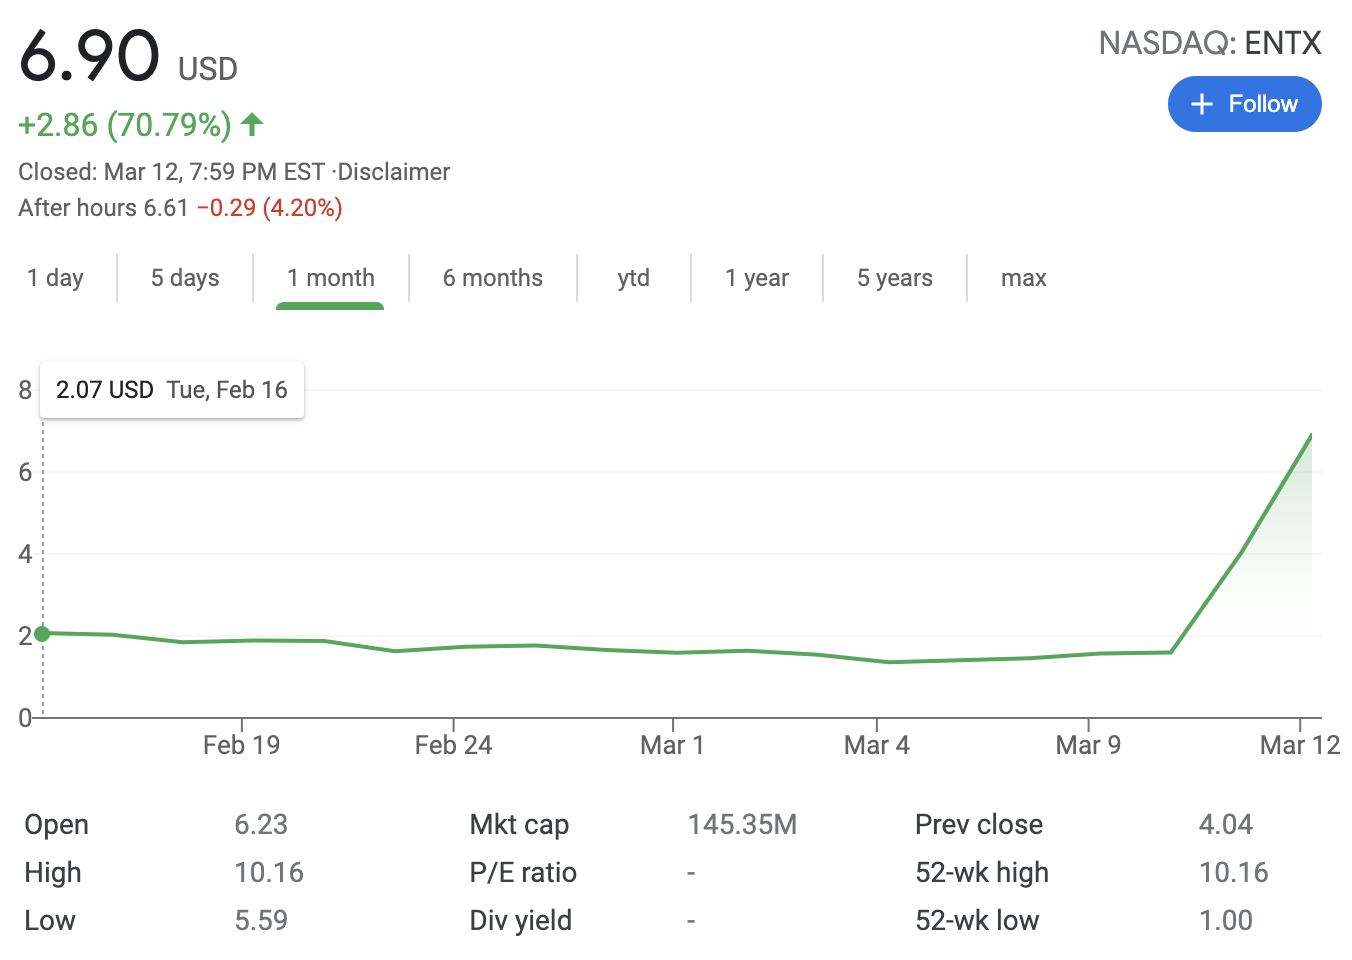 6.90 USD
NASDAQ: ENTX
+ Follow
+2.86 (70.79%)
Closed: Mar 12, 7:59 PM EST ·Disclaimer
After hours 6.61 −0.29 (4.20%)
1 day 5 days 1 month 6 months ytd 1 year 5 years max
2.07 USD Tue, Feb 16
8
6
4
2
0
Feb 19 Feb 24 Mar 1 Mar 4 Mar 9 Mar 12
Open 6.23 Mkt cap 145.35M Prev close 4.04
High 10.16 P/E ratio - 52-wk high 10.16
Low 5.59 Div yield - 52-wk low 1.00